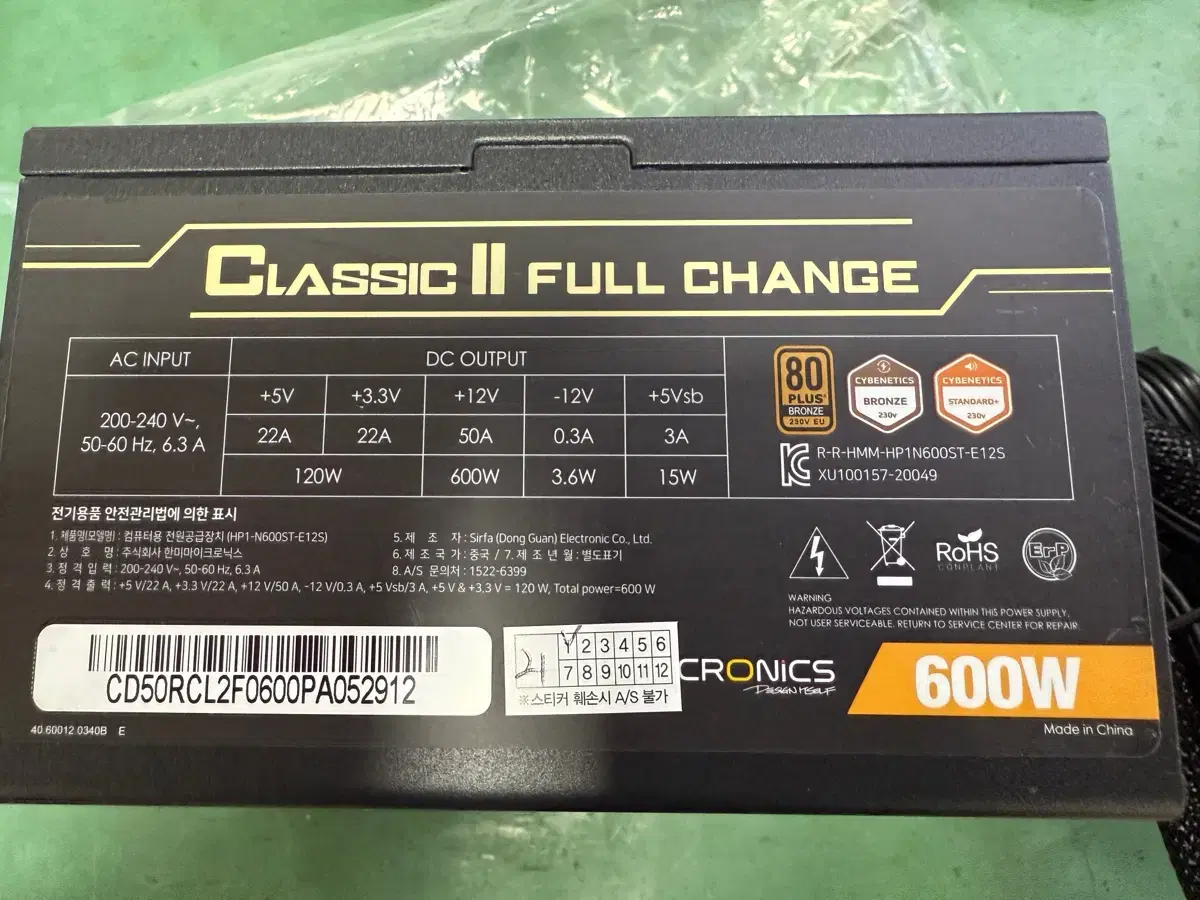 CLASSIC II FULL CHANGE
AC INPUT
DC OUTPUT
+5V +3.3V +12V -12V +5Vsb
200-240 V~,
50-60 Hz, 6.3 A
22A 22A 50A 0.3A 3A
120W 600W 3.6W 15W
80
PLUS
BRONZE
230V EU
CYBENETICS
BRONZE
230v
CYBENETICS
STANDARD+
230v
R-R-HMM-HP1N600ST-E12S
XU100157-20049
전기용품 안전관리법에 의한 표시
1. 제품명(모델명) : 컴퓨터용 전원공급장치 (HP1-N600ST-E12S)
2. 상 호 명 : 주식회사 한미마이크로닉스
3. 정격 입력 : 200-240 V~, 50-60 Hz, 6.3 A
4. 정격 출력 : +5 V/22 A, +3.3 V/22 A, +12 V/50 A, -12 V/0.3 A, +5 Vsb/3 A, +5 V & +3.3 V = 120 W, Total power=600 W
5. 제 조 자 : Sirfa (Dong Guan) Electronic Co., Ltd.
6. 제 조 국 가 : 중국 / 7. 제 조 년 월 : 별도표기
8. A/S 문의처 : 1522-6399
RoHS
COMPLIANT
ErP
WARNING
HAZARDOUS VOLTAGES CONTAINED WITHIN THIS POWER SUPPLY,
NOT USER SERVICEABLE. RETURN TO SERVICE CENTER FOR REPAIR.
CD50RCL2F0600PA052912
21 2 3 4 5 6
7 8 9 10 11 12
※스티커 훼손시 A/S 불가
CRONiCS
DESIGN ITSELF
600W
40.60012.0340B E
Made in China